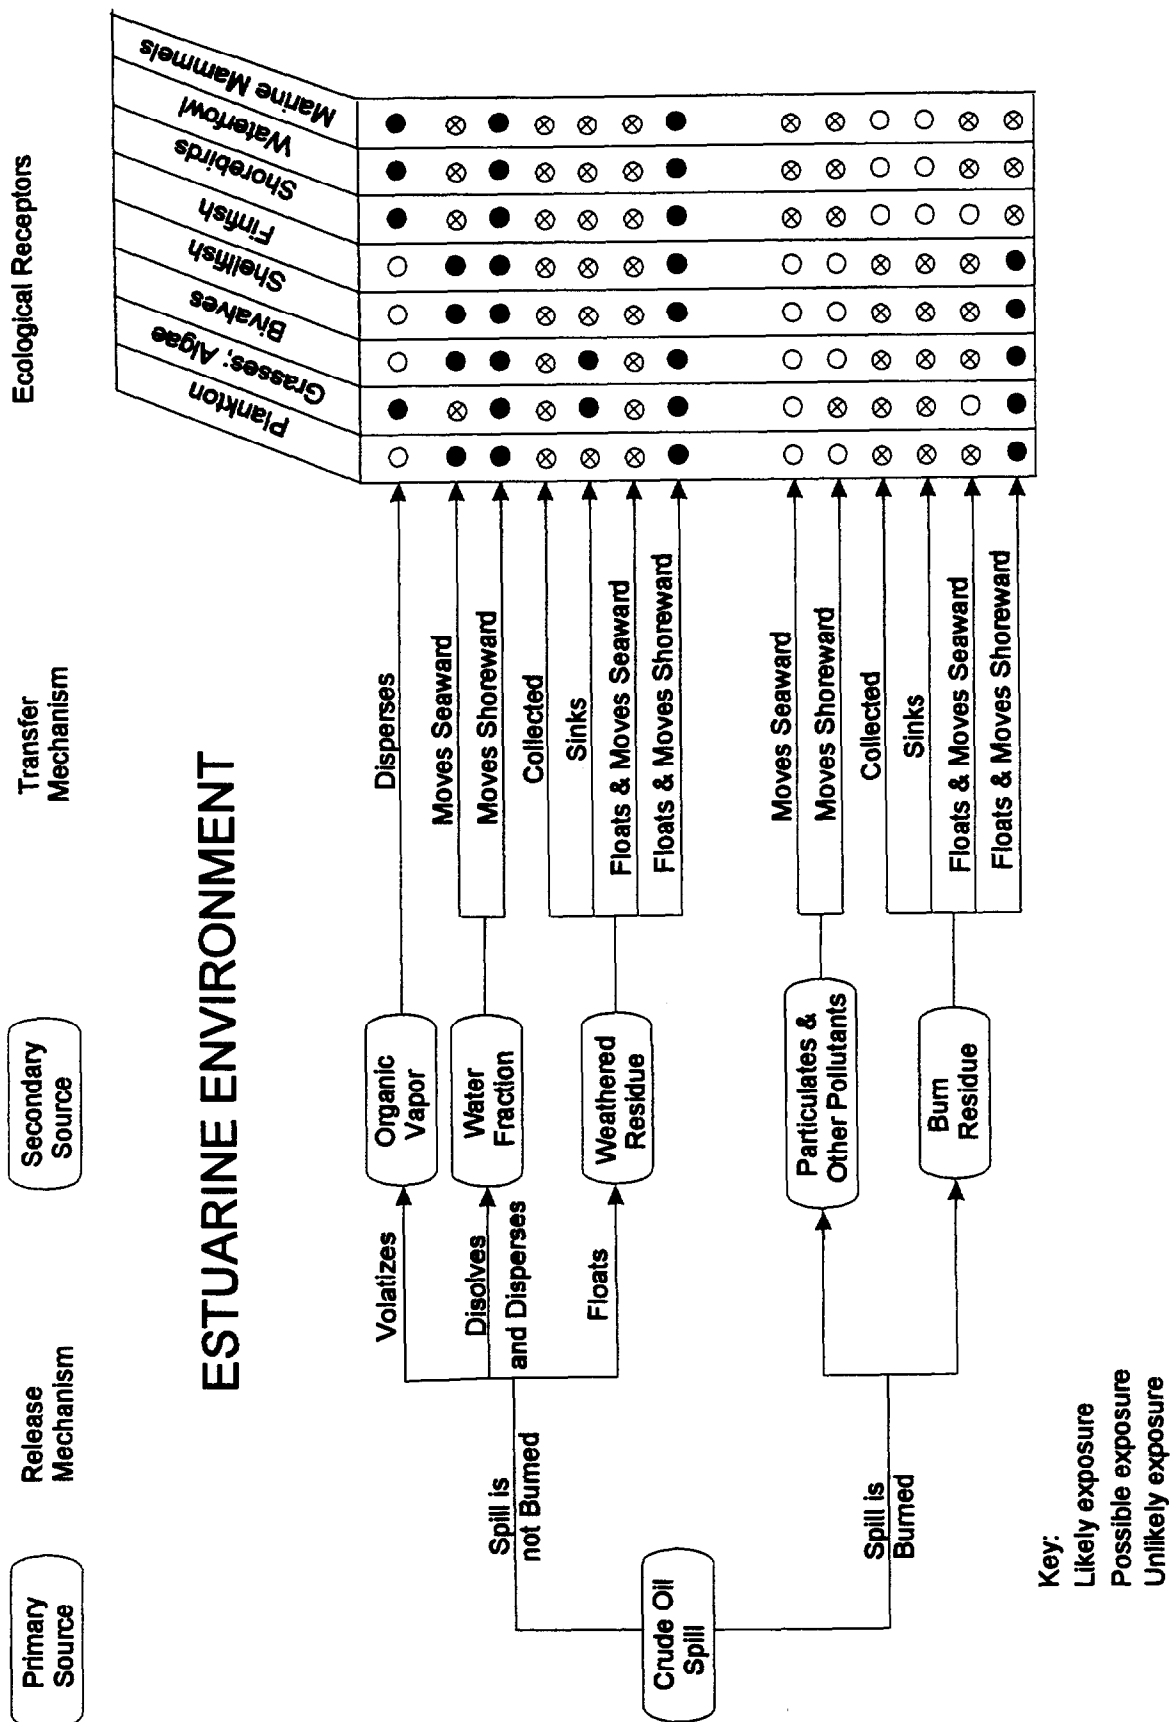 Primary
Source
Release
Mechanism
Secondary
Source
Transfer
Mechanism
Ecological Receptors
ESTUARINE ENVIRONMENT
Plankton
Grasses; Algae
Bivalves
Shellfish
Finfish
Shorebirds
Waterfowl
Marine Mammels
Crude Oil
Spill
Spill is
not Burned
Volatizes
Organic
Vapor
Disperses
Disolves
and Disperses
Water
Fraction
Moves Seaward
Moves Shoreward
Floats
Weathered
Residue
Collected
Sinks
Floats & Moves Seaward
Floats & Moves Shoreward
Spill is
Burned
Particulates &
Other Pollutants
Moves Seaward
Moves Shoreward
Burn
Residue
Collected
Sinks
Floats & Moves Seaward
Floats & Moves Shoreward
Key:
Likely exposure
Possible exposure
Unlikely exposure